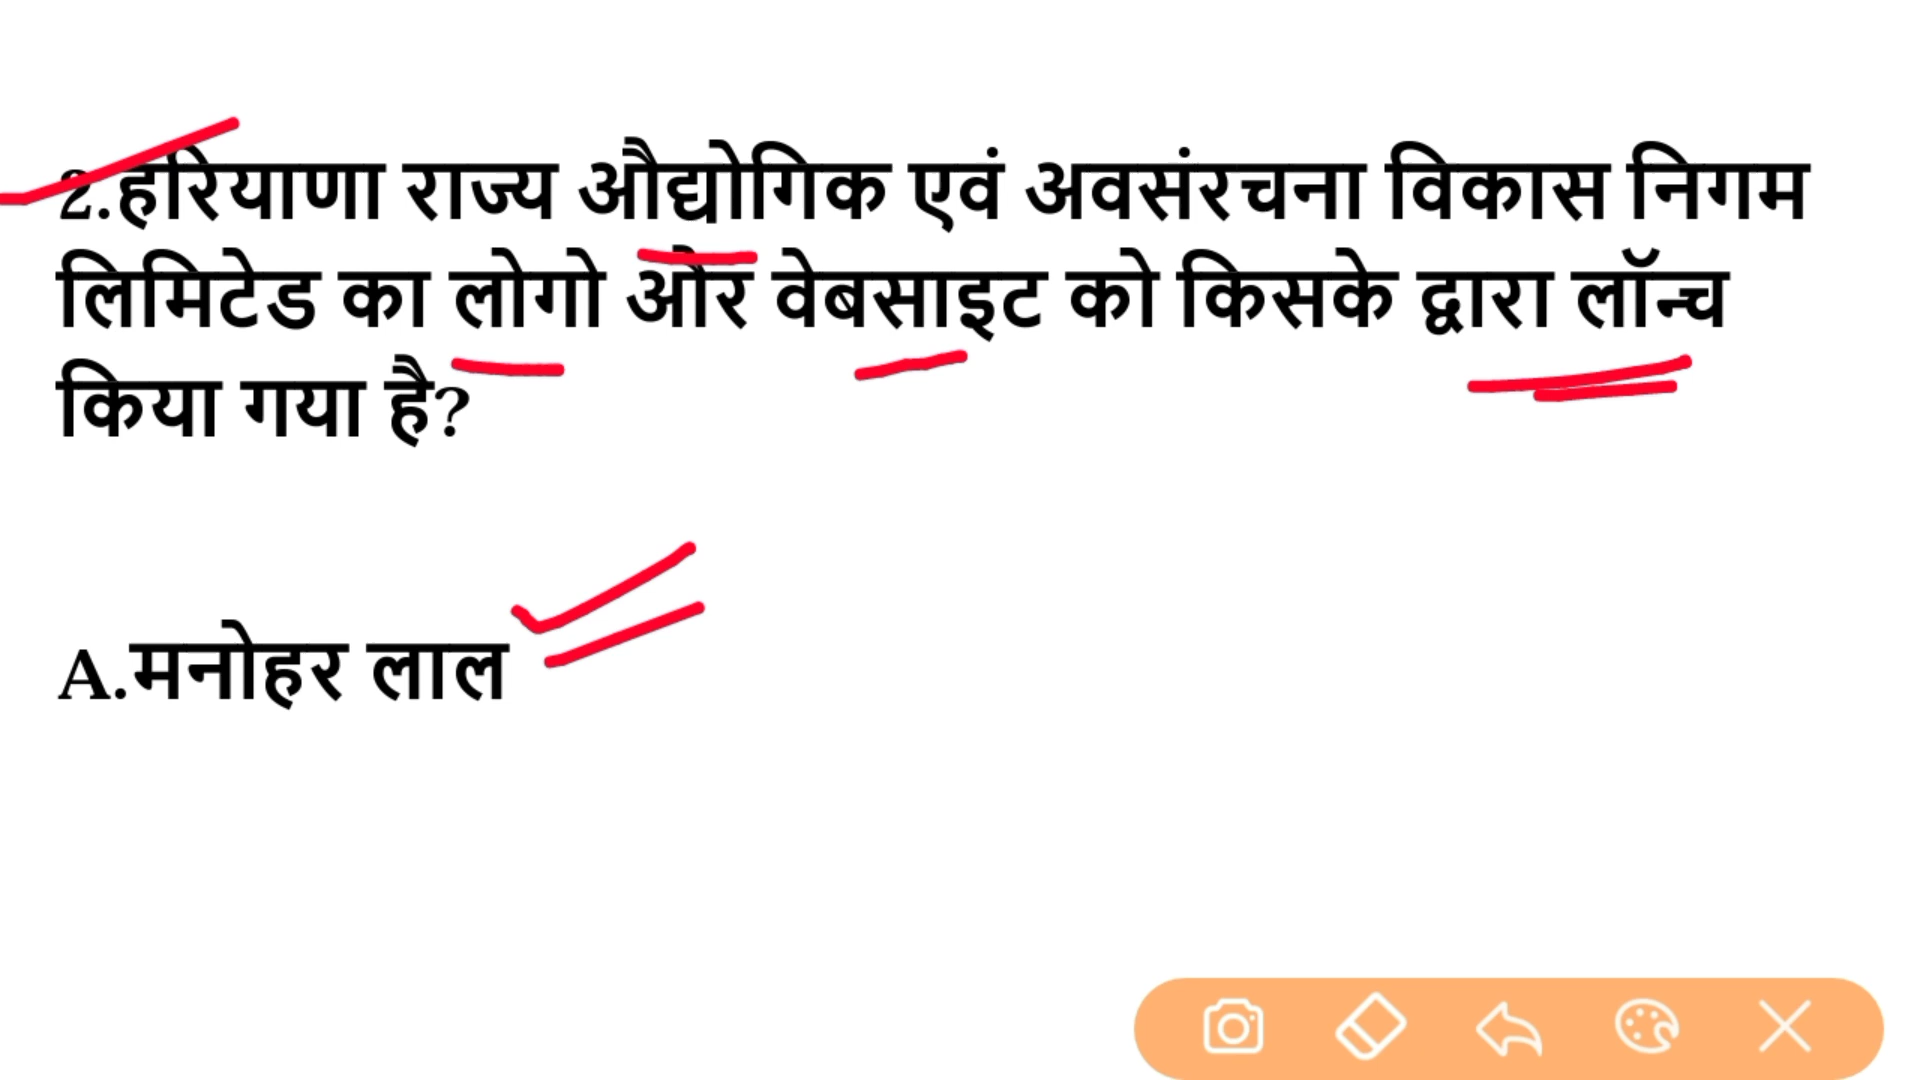 2.हरियाणा राज्य औद्योगिक एवं अवसंरचना विकास निगम
लिमिटेड का लोगो और वेबसाइट को किसके द्वारा लॉन्च
किया गया है?
A.मनोहर लाल